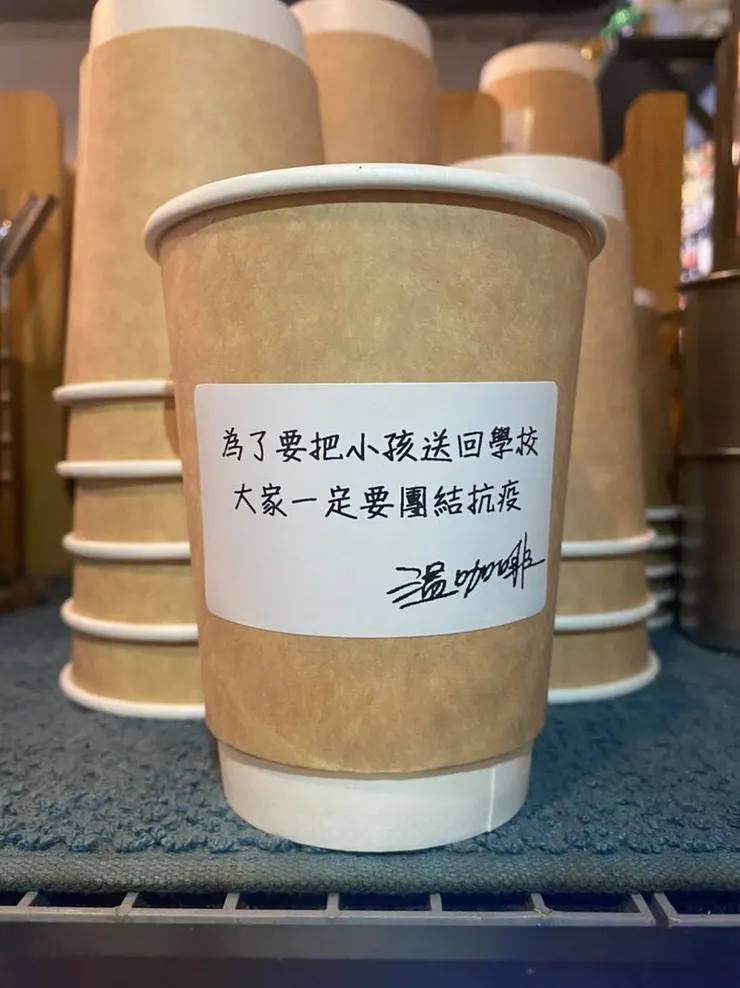 為了要把小孩送回學校
大家一定要團結抗疫
溫咖啡